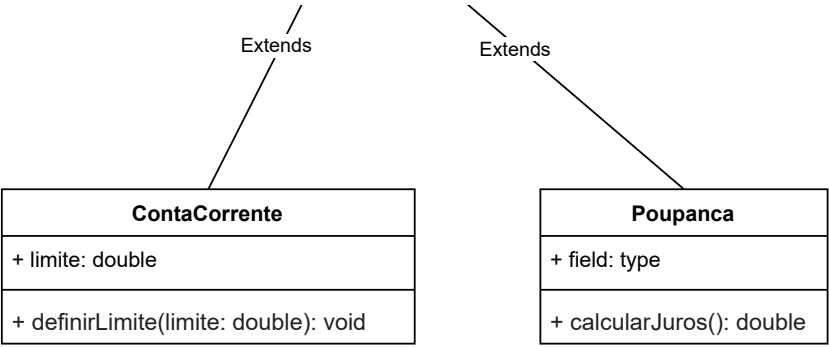 Extends
Extends
ContaCorrente
+ limite: double
+ definirLimite(limite: double): void
Poupanca
+ field: type
+ calcularJuros(): double